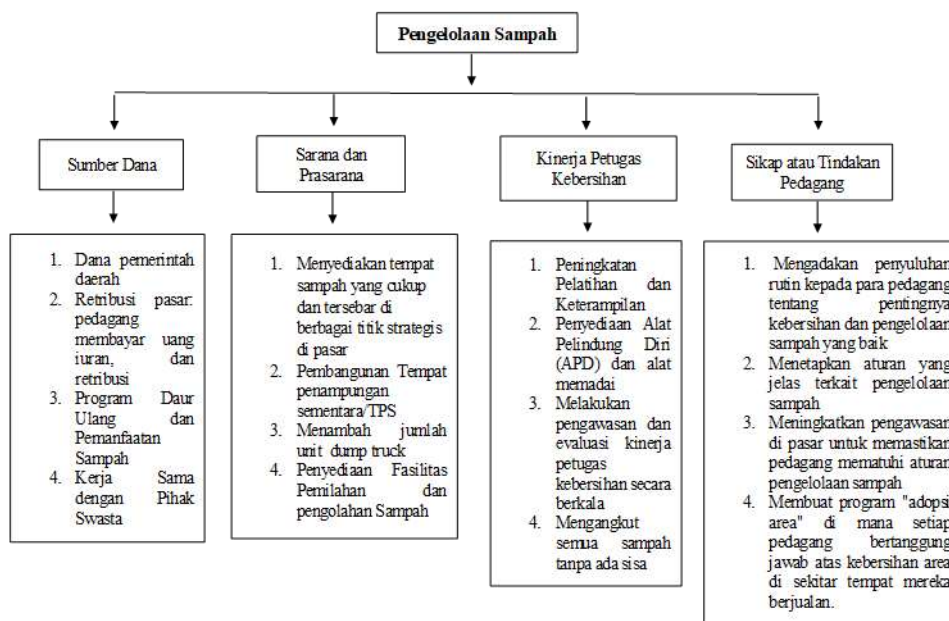 Pengelolaan Sampah
Sumber Dana
Sarana dan
Prasarana
Kinerja Petugas
Kebersihan
Sikap atau Tindakan
Pedagang
1. Dana pemerintah
daerah
2. Retribusi pasar:
pedagang
membayar uang
iuran, dan
retribusi
3. Program Daur
Ulang dan
Pemanfaatan
Sampah
4. Kerja Sama
dengan Pihak
Swasta
1. Menyediakan tempat
sampah yang cukup
dan tersebar di
berbagai titik strategis
di pasar
2. Pembangunan Tempat
penampungan
sementara/TPS
3. Menambah jumlah
unit dump truck
4. Penyediaan Fasilitas
Pemilahan dan
pengolahan Sampah
1. Peningkatan
Pelatihan dan
Keterampilan
2. Penyediaan Alat
Pelindung Diri
(APD) dan alat
memadai
3. Melakukan
pengawasan dan
evaluasi kinerja
petugas
kebersihan secara
berkala
4. Mengangkut
semua sampah
tanpa ada sisa
1. Mengadakan penyuluhan
rutin kepada para pedagang
tentang pentingnya
kebersihan dan pengelolaan
sampah yang baik
2. Menetapkan aturan yang
jelas terkait pengelolaan
sampah
3. Meningkatkan pengawasan
di pasar untuk memastikan
pedagang mematuhi aturan
pengelolaan sampah
4. Membuat program "adopsi
area" di mana setiap
pedagang bertanggung
jawab atas kebersihan area
di sekitar tempat mereka
berjualan.